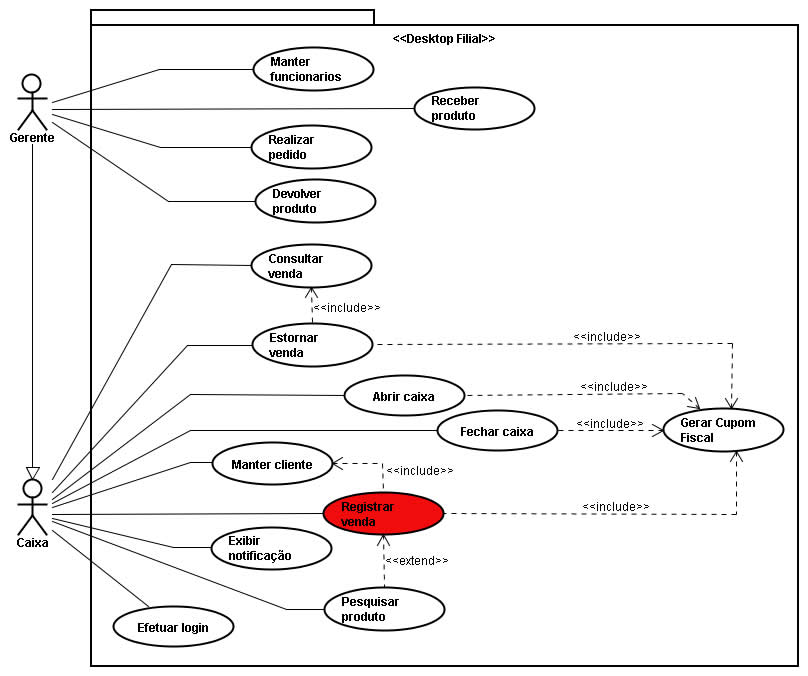 <<Desktop Filial>>
Manter
funcionarios
Receber
produto
Gerente
Realizar
pedido
Devolver
produto
Consultar
venda
<<include>>
Estornar
venda
<<include>>
Abrir caixa
<<include>>
Fechar caixa
<<include>>
Gerar Cupom
Fiscal
Manter cliente
<<include>>
Registrar
venda
<<include>>
Caixa
Exibir
notificação
<<extend>>
Pesquisar
produto
Efetuar login